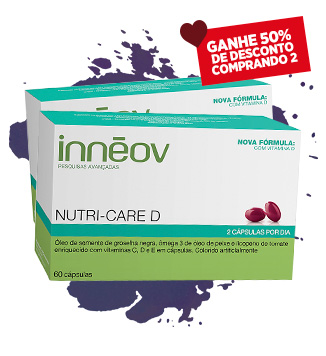 GANHE 50%
DE DESCONTO
COMPRANDO 2
NOVA FÓRMULA:
COM VITAMINA D
innēov
PESQUISAS AVANÇADAS
NOVA FÓRMULA:
COM VITAMINA D
NUTRI-CARE D
2 CÁPSULAS POR DIA
Óleo da semente de groselha negra, ômega 3 de óleo de peixe e licopeno do tomate
enriquecido com vitaminas C, D e E em cápsulas. Colorido artificialmente
60 cápsulas